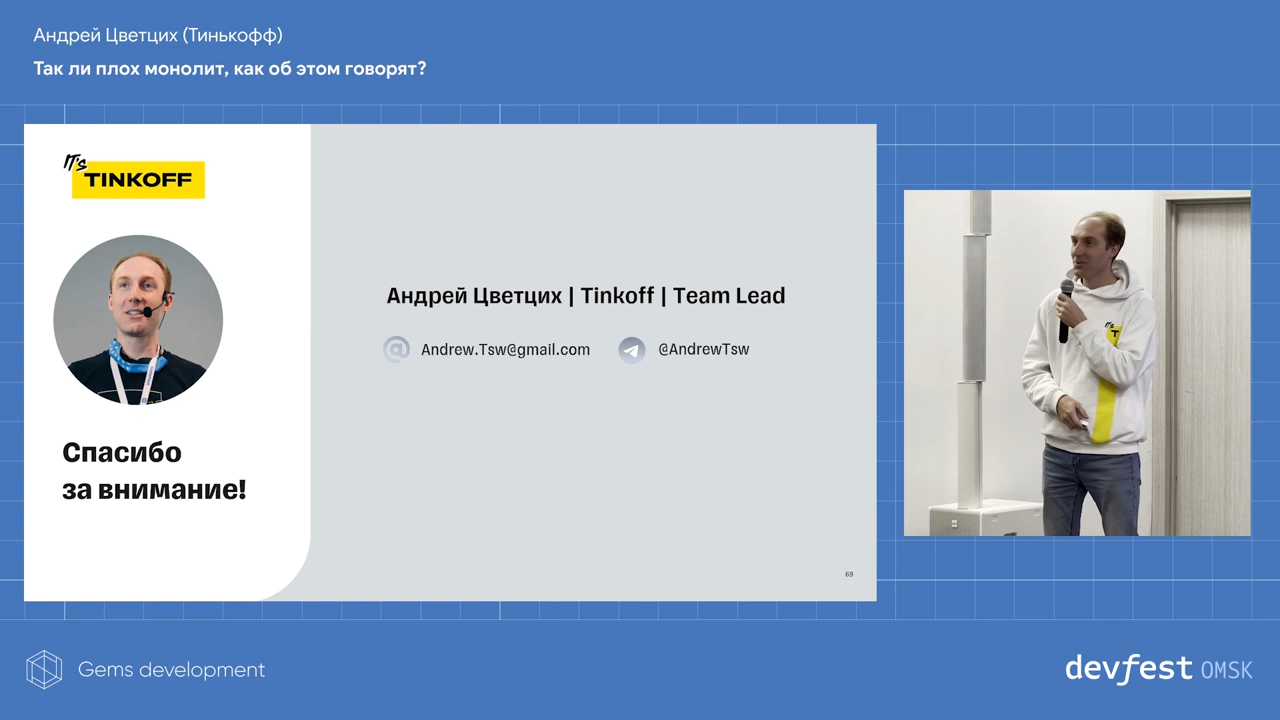 Андрей Цветцих (Тинькофф)
Так ли плох монолит, как об этом говорят?
IT'S
TINKOFF
Андрей Цветцих | Tinkoff | Team Lead
Andrew.Tsw@gmail.com
@AndrewTsw
Спасибо
за внимание!
69
IT'S
T
Gems development
devfest OMSK